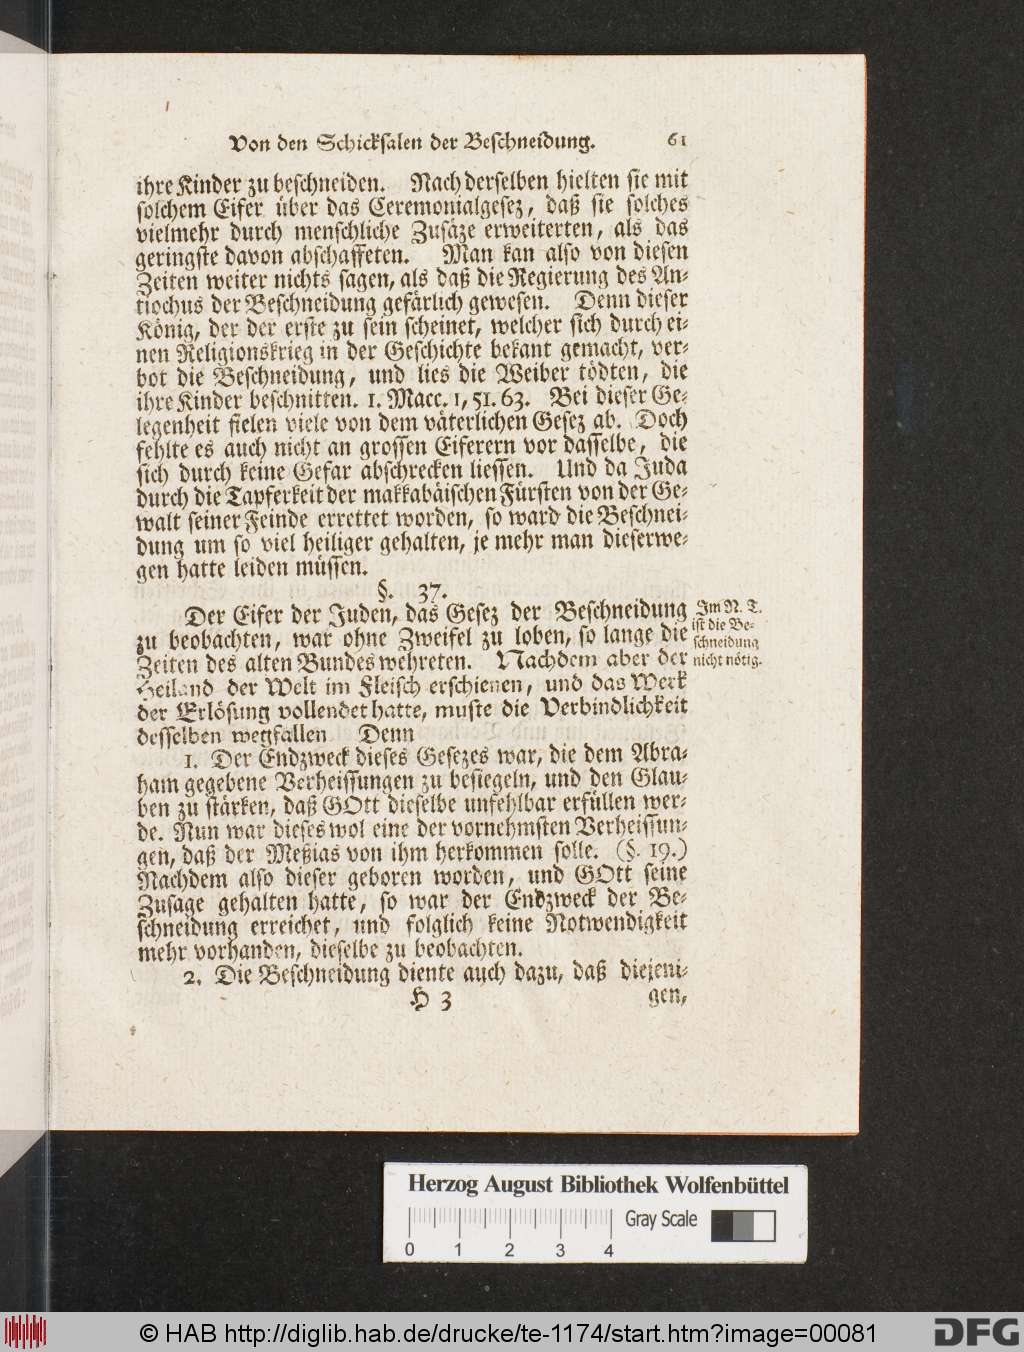 Von den Schicksalen der Beschneidung. 61
ihre Kinder zu beschneiden. Nach derselben hielten sie mit
solchem Eifer über das Ceremonialgesez, daß sie solches
vielmehr durch menschliche Zusäze erweiterten, als das
geringste davon abschaffeten. Man kan also von diesen
Zeiten weiter nichts sagen, als daß die Regierung des An-
tiochus der Beschneidung gefärlich gewesen. Denn dieser
König, der der erste zu sein scheinet, welcher sich durch ei-
nen Religionskrieg in der Geschichte bekant gemacht, ver-
bot die Beschneidung, und lies die Weiber tödten, die
ihre Kinder beschnitten. 1. Macc. 1, 51. 63. Bei dieser Ge-
legenheit fielen viele von dem väterlichen Gesez ab. Doch
fehlte es auch nicht an grossen Eiferern vor dasselbe, die
sich durch keine Gefar abschrecken liessen. Und da Juda
durch die Tapferkeit der makkabäischen Fürsten von der Ge-
walt seiner Feinde errettet worden, so ward die Beschnei-
dung um so viel heiliger gehalten, je mehr man dieserwe-
gen hatte leiden müssen.
§. 37.
Der Eifer der Juden, das Gesez der Beschneidung
zu beobachten, war ohne Zweifel zu loben, so lange die
Zeiten des alten Bundes wehreten. Nachdem aber der
Heiland der Welt im Fleisch erschienen, und das Werk
der Erlösung vollendet hatte, muste die Verbindlichkeit
desselben wegfallen Denn
Im N. T.
ist die Be-
schneidung
nicht nötig.
1. Der Endzweck dieses Gesezes war, die dem Abra-
ham gegebene Verheissungen zu besiegeln, und den Glau-
ben zu stärken, daß GOtt dieselbe unfehlbar erfüllen wer-
de. Nun war dieses wol eine der vornehmsten Verheissun-
gen, daß der Meßias von ihm herkommen solle. (§. 19.)
Nachdem also dieser geboren worden, und GOtt seine
Zusage gehalten hatte, so war der Endzweck der Be-
schneidung erreichet, und folglich keine Notwendigkeit
mehr vorhanden, dieselbe zu beobachten.
2. Die Beschneidung diente auch dazu, daß diejeni-
H 3 gen,
Herzog August Bibliothek Wolfenbüttel
Gray Scale
0 1 2 3 4
© HAB http://diglib.hab.de/drucke/te-1174/start.htm?image=00081
DFG